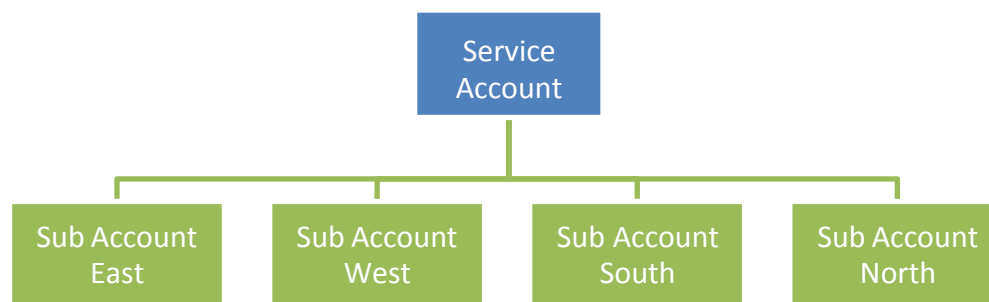 Service
Account
Sub Account
East
Sub Account
West
Sub Account
South
Sub Account
North